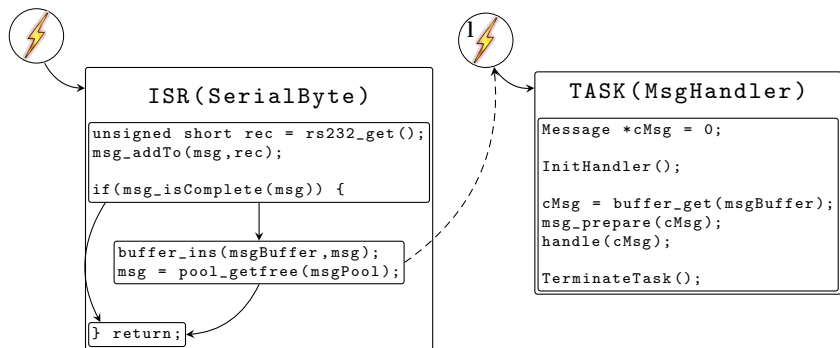 ISR(SerialByte)
unsigned short rec = rs232_get();
msg_addTo(msg,rec);
if(msg_isComplete(msg)) {
buffer_ins(msgBuffer,msg);
msg = pool_getfree(msgPool);
} return;
1
TASK(MsgHandler)
Message *cMsg = 0;
InitHandler();
cMsg = buffer_get(msgBuffer);
msg_prepare(cMsg);
handle(cMsg);
TerminateTask();